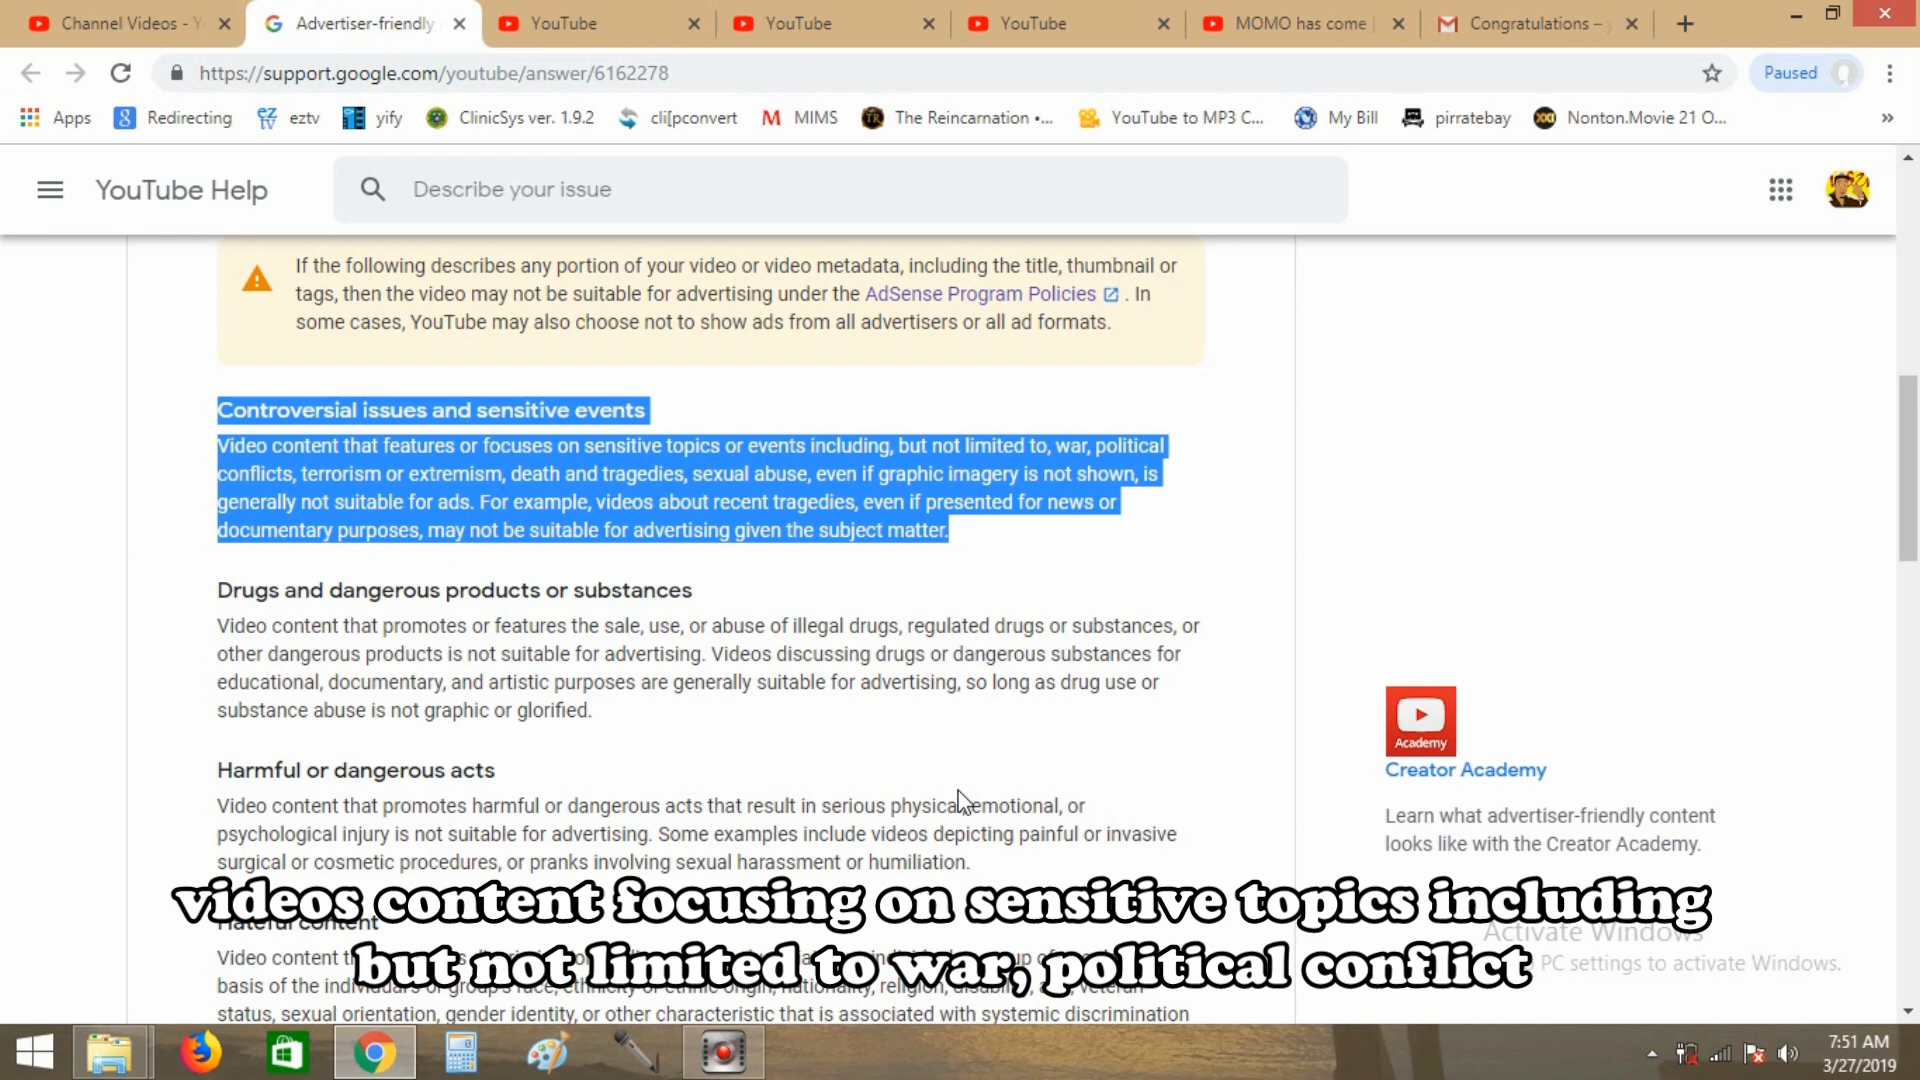 Channel Videos - Y
Advertiser-friendly
YouTube
YouTube
YouTube
MOMO has come
Congratulations –
https://support.google.com/youtube/answer/6162278
Paused
Apps
Redirecting
eztv
yify
ClinicSys ver. 1.9.2
cli[pconvert
MIMS
The Reincarnation •...
YouTube to MP3 C...
My Bill
pirratebay
Nonton.Movie 21 O...
»
YouTube Help
Describe your issue
If the following describes any portion of your video or video metadata, including the title, thumbnail or
tags, then the video may not be suitable for advertising under the AdSense Program Policies . In
some cases, YouTube may also choose not to show ads from all advertisers or all ad formats.
Controversial issues and sensitive events
Video content that features or focuses on sensitive topics or events including, but not limited to, war, political
conflicts, terrorism or extremism, death and tragedies, sexual abuse, even if graphic imagery is not shown, is
generally not suitable for ads. For example, videos about recent tragedies, even if presented for news or
documentary purposes, may not be suitable for advertising given the subject matter.
Drugs and dangerous products or substances
Video content that promotes or features the sale, use, or abuse of illegal drugs, regulated drugs or substances, or
other dangerous products is not suitable for advertising. Videos discussing drugs or dangerous substances for
educational, documentary, and artistic purposes are generally suitable for advertising, so long as drug use or
substance abuse is not graphic or glorified.
Harmful or dangerous acts
Video content that promotes harmful or dangerous acts that result in serious physical, emotional, or
psychological injury is not suitable for advertising. Some examples include videos depicting painful or invasive
surgical or cosmetic procedures, or pranks involving sexual harassment or humiliation.
Academy
Creator Academy
Learn what advertiser-friendly content
looks like with the Creator Academy.
videos content focusing on sensitive topics including
but not limited to war, political conflict
Hateful content
Video content
basis of the
status, sexual orientation, gender identity, or other characteristic that is associated with systemic discrimination
Activate Windows
PC settings to activate Windows.
7:51 AM
3/27/2019